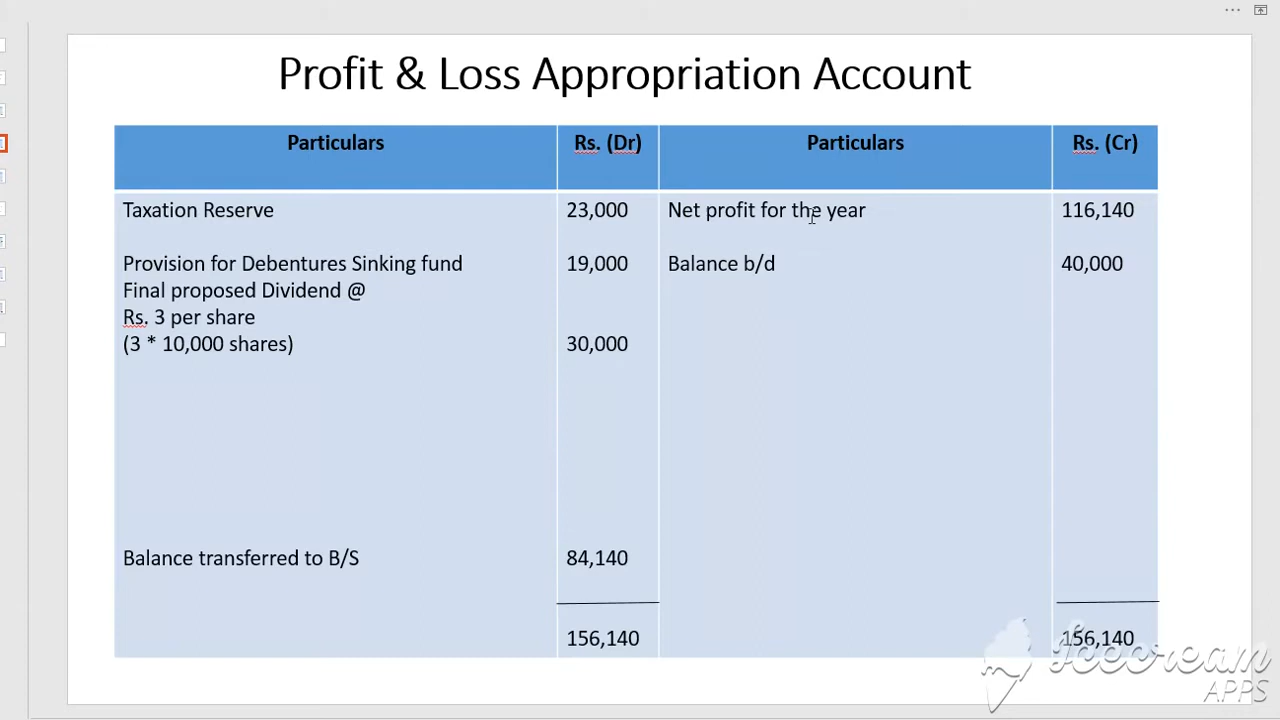 Profit & Loss Appropriation Account
Particulars Rs. (Dr) Particulars Rs. (Cr)
Taxation Reserve 23,000 Net profit for the year 116,140
Provision for Debentures Sinking fund 19,000 Balance b/d 40,000
Final proposed Dividend @
Rs. 3 per share
(3 * 10,000 shares) 30,000
Balance transferred to B/S 84,140
156,140 156,140
Icecream
APPS